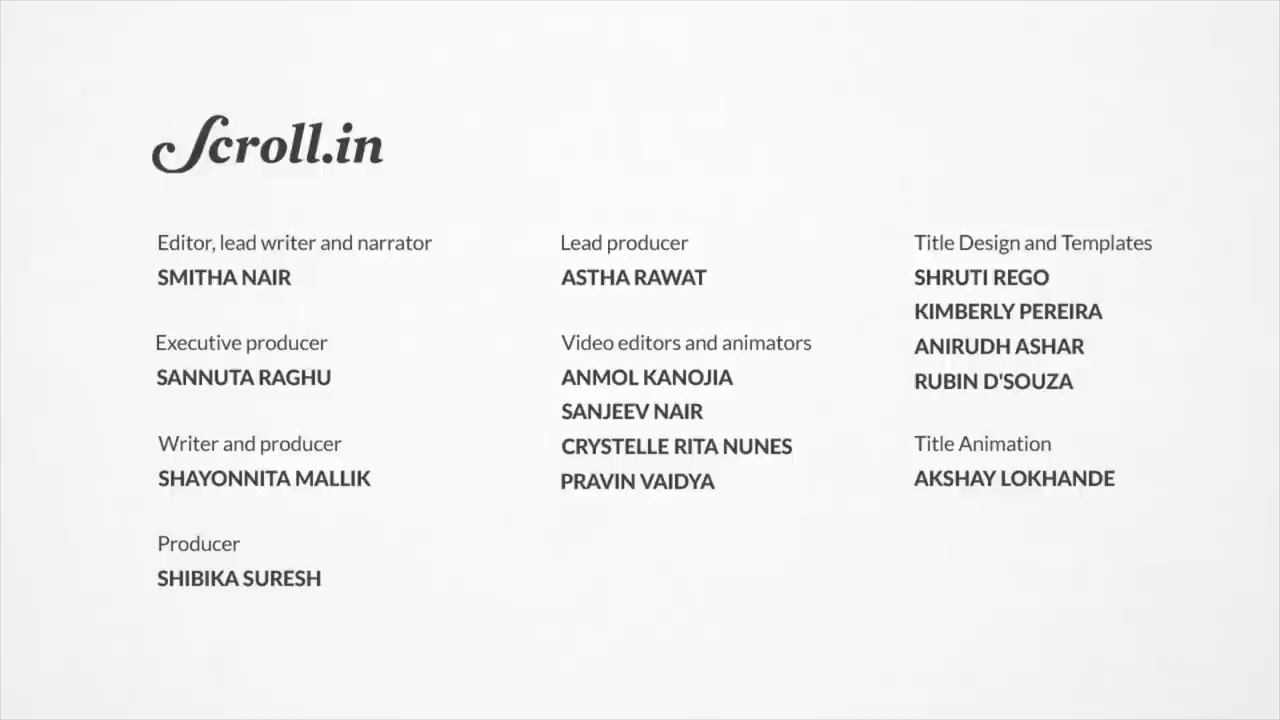 Scroll.in
Editor, lead writer and narrator
SMITHA NAIR
Executive producer
SANNUTA RAGHU
Writer and producer
SHAYONNITA MALLIK
Producer
SHIBIKA SURESH
Lead producer
ASTHA RAWAT
Video editors and animators
ANMOL KANOJIA
SANJEEV NAIR
CRYSTELLE RITA NUNES
PRAVIN VAIDYA
Title Design and Templates
SHRUTI REGO
KIMBERLY PEREIRA
ANIRUDH ASHAR
RUBIN D'SOUZA
Title Animation
AKSHAY LOKHANDE